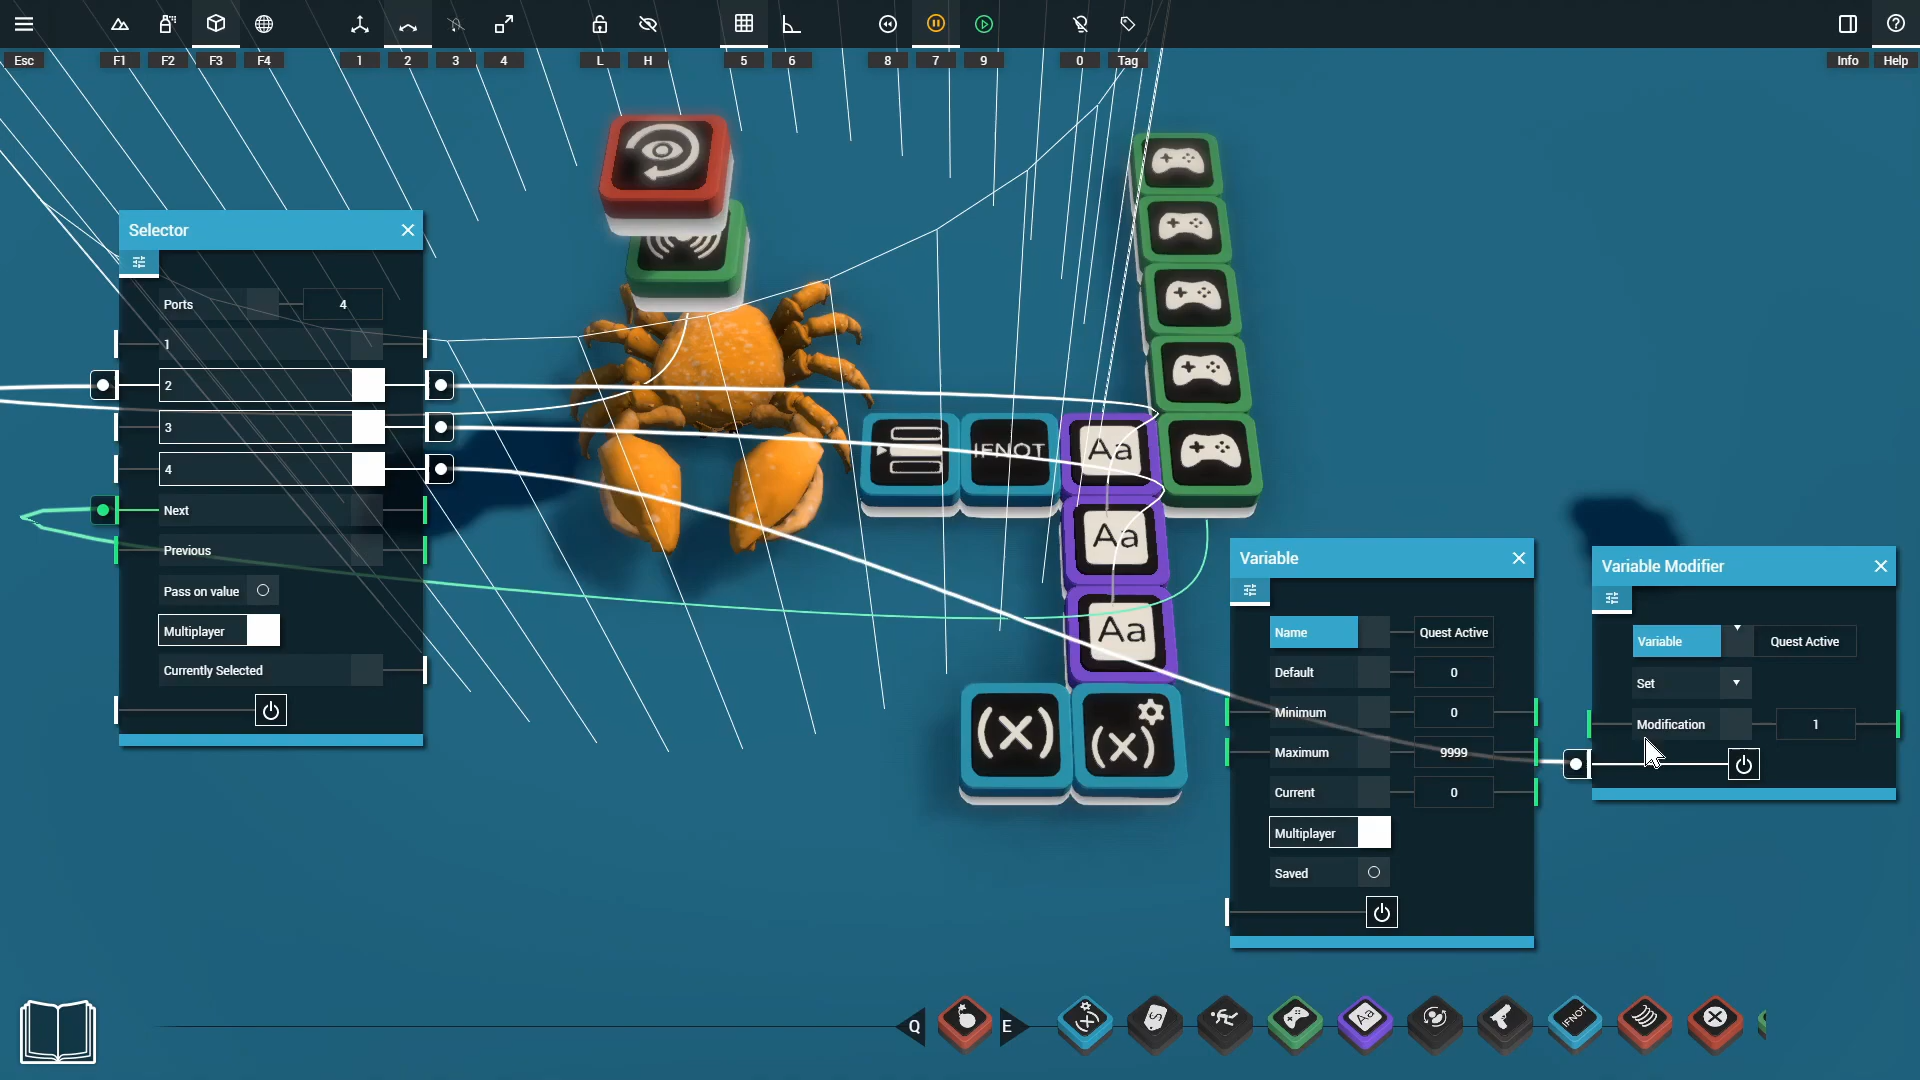 Esc F1 F2 F3 F4 1 2 3 4 L H 5 6 8 7 9 0 Tag Info Help
Selector
Ports 4
1
2
3
4
Next
Previous
Pass on value
Multiplayer
Currently Selected
IFNOT
Aa
Aa
Aa
(X)
(X)
Variable
Name Quest Active
Default 0
Minimum 0
Maximum 9999
Current 0
Multiplayer
Saved
Variable Modifier
Variable Quest Active
Set
Modification 1
Q E
(X)
S
Aa
IFNOT